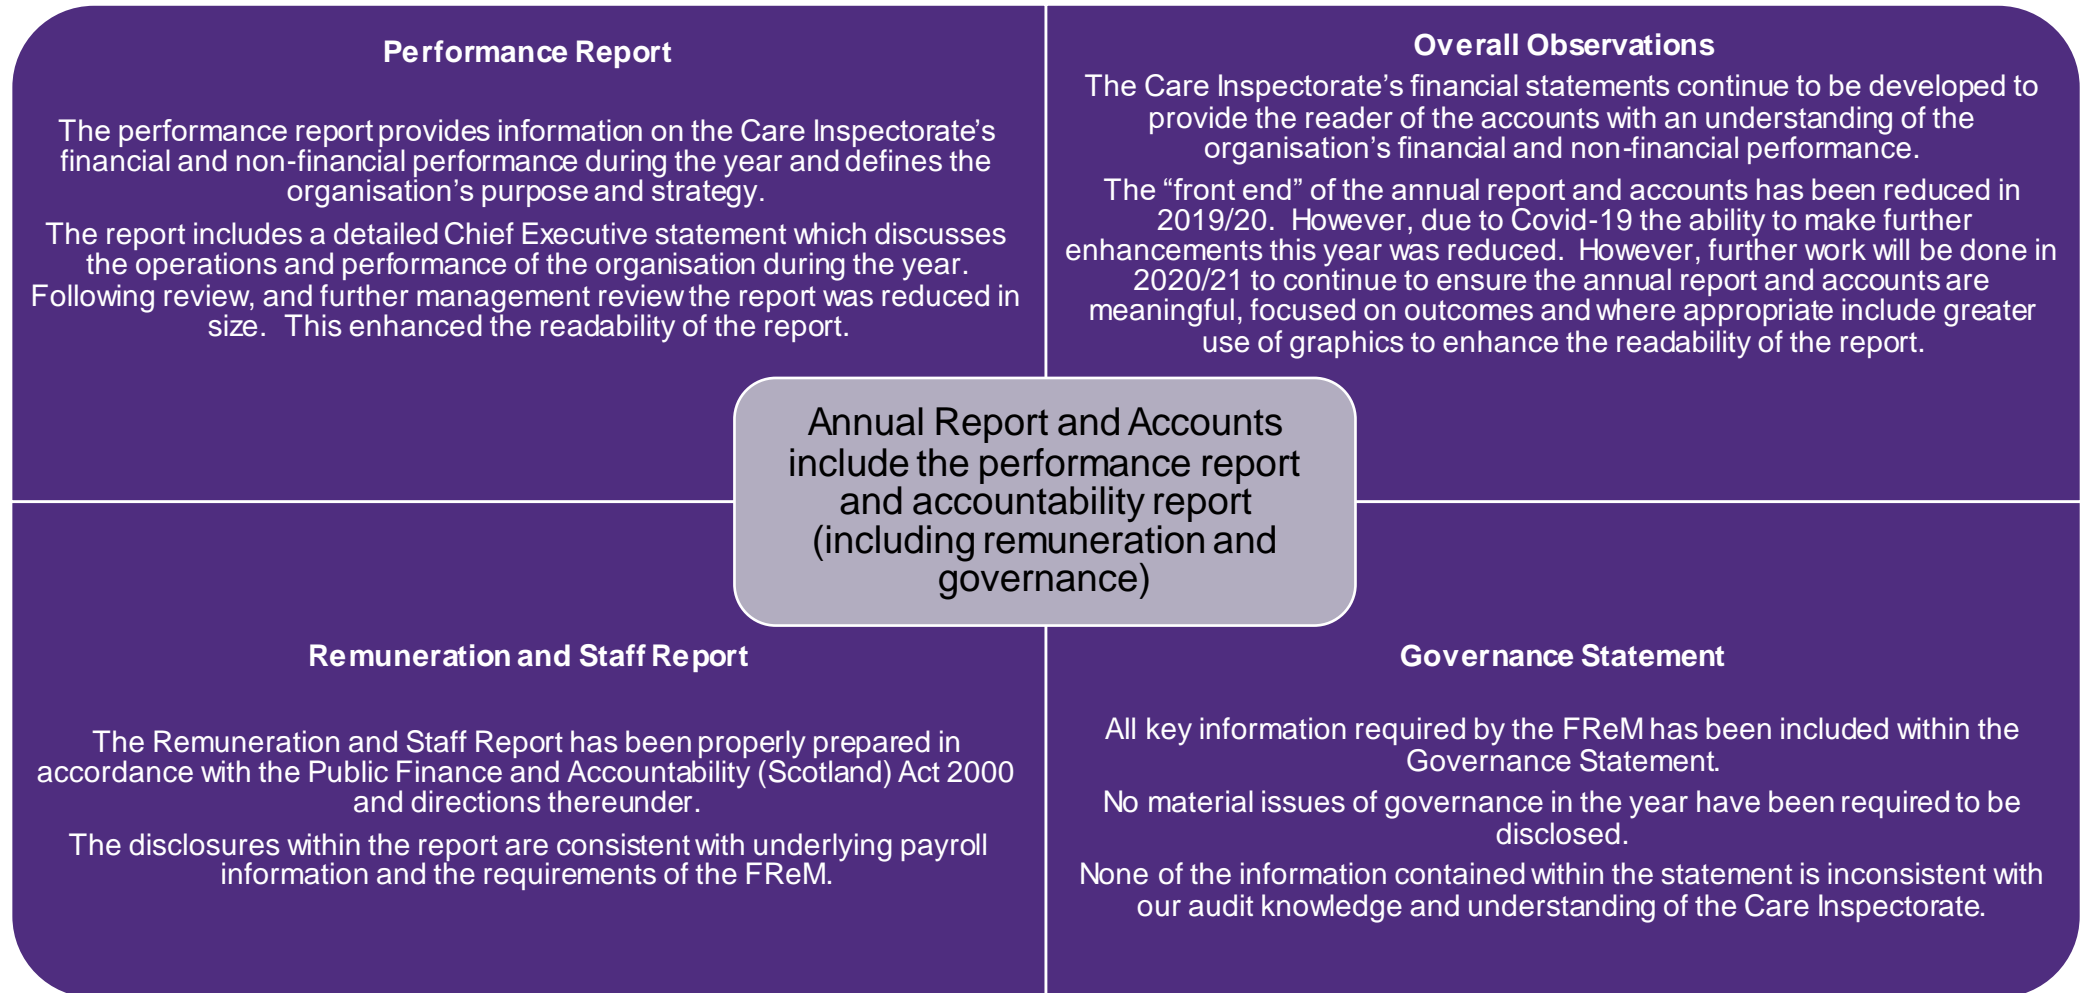 Performance Report
The performance report provides information on the Care Inspectorate’s
financial and non-financial performance during the year and defines the
organisation’s purpose and strategy.
The report includes a detailed Chief Executive statement which discusses
the operations and performance of the organisation during the year.
Following review, and further management review the report was reduced in
size.  This enhanced the readability of the report.
Overall Observations
The Care Inspectorate’s financial statements continue to be developed to
provide the reader of the accounts with an understanding of the
organisation’s financial and non-financial performance.
The “front end” of the annual report and accounts has been reduced in
2019/20.  However, due to Covid-19 the ability to make further
enhancements this year was reduced.  However, further work will be done in
2020/21 to continue to ensure the annual report and accounts are
meaningful, focused on outcomes and where appropriate include greater
use of graphics to enhance the readability of the report.
Annual Report and Accounts
include the performance report
and accountability report
(including remuneration and
governance)
Remuneration and Staff Report
The Remuneration and Staff Report has been properly prepared in
accordance with the Public Finance and Accountability (Scotland) Act 2000
and directions thereunder.
The disclosures within the report are consistent with underlying payroll
information and the requirements of the FReM.
Governance Statement
All key information required by the FReM has been included within the
Governance Statement.
No material issues of governance in the year have been required to be
disclosed.
None of the information contained within the statement is inconsistent with
our audit knowledge and understanding of the Care Inspectorate.